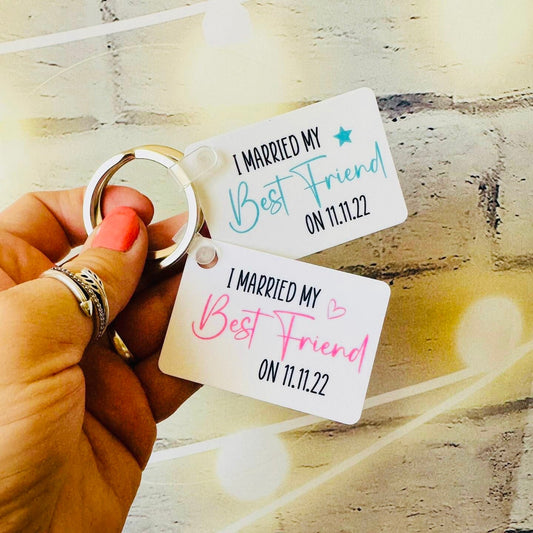 I MARRIED MY
Best Friend
ON 11.11.22
I MARRIED MY
Best Friend
ON 11.11.22